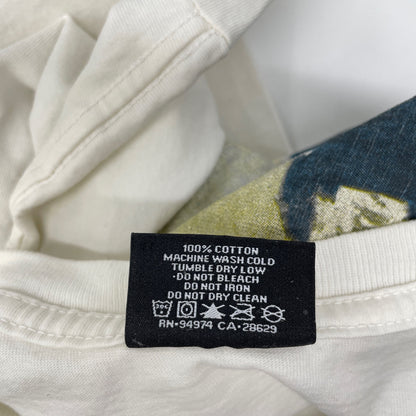 100% COTTON
MACHINE WASH COLD
TUMBLE DRY LOW
·DO NOT BLEACH
DO NOT IRON
DO NOT DRY CLEAN
30C
RN·94974 CA·28629